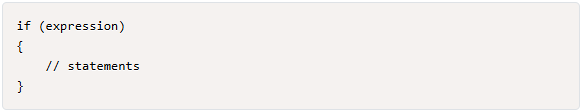 if (expression)
{
    // statements
}